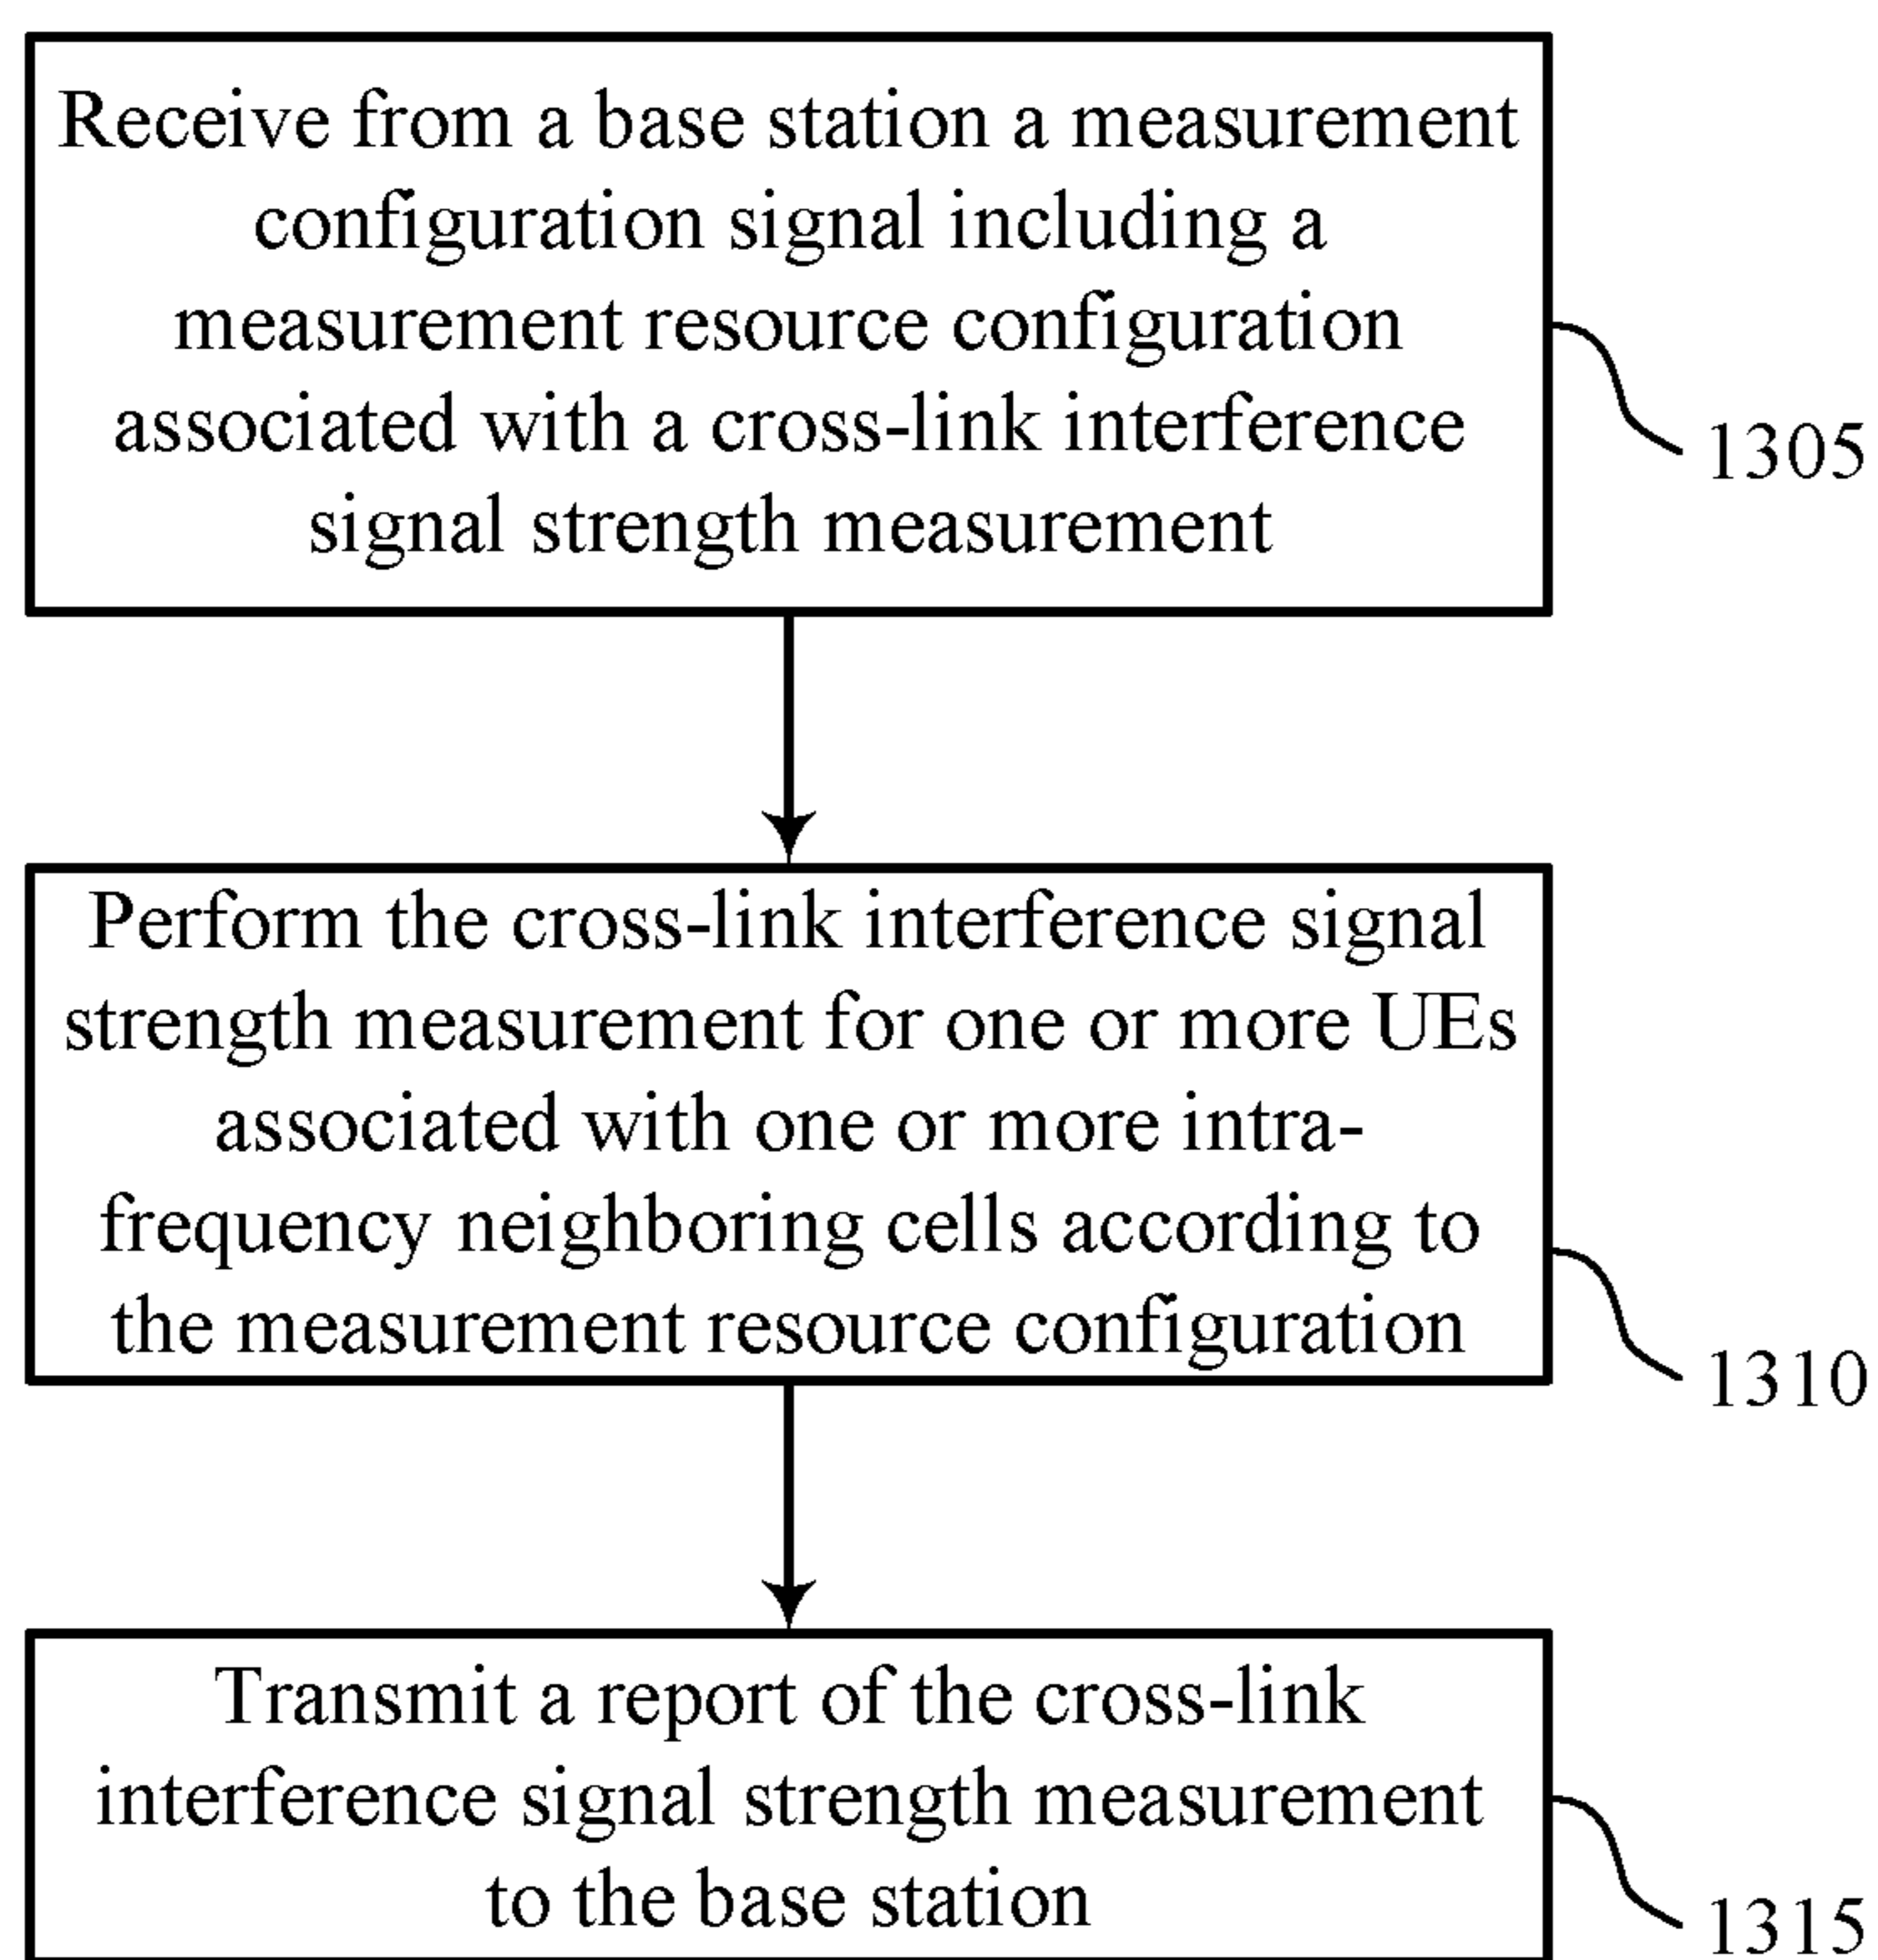 Receive from a base station a measurement
configuration signal including a
measurement resource configuration
associated with a cross-link interference
signal strength measurement
1305
Perform the cross-link interference signal
strength measurement for one or more UEs
associated with one or more intra-
frequency neighboring cells according to
the measurement resource configuration
1310
Transmit a report of the cross-link
interference signal strength measurement
to the base station
1315